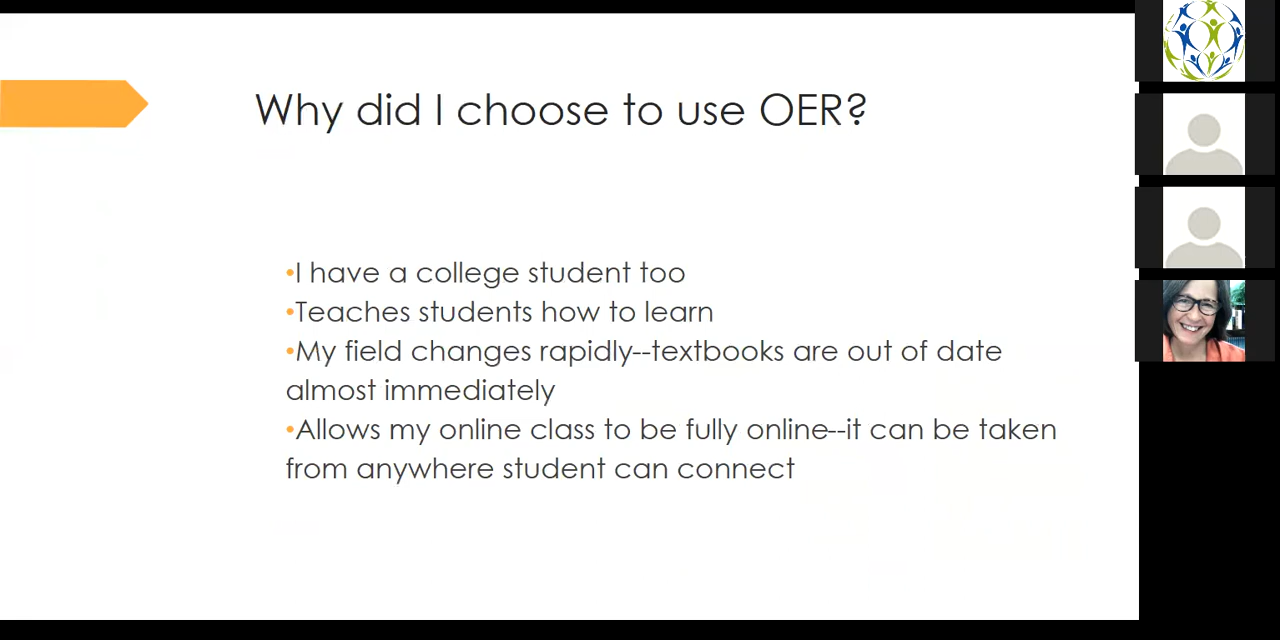 Why did I choose to use OER?
•I have a college student too
•Teaches students how to learn
•My field changes rapidly--textbooks are out of date
almost immediately
•Allows my online class to be fully online--it can be taken
from anywhere student can connect